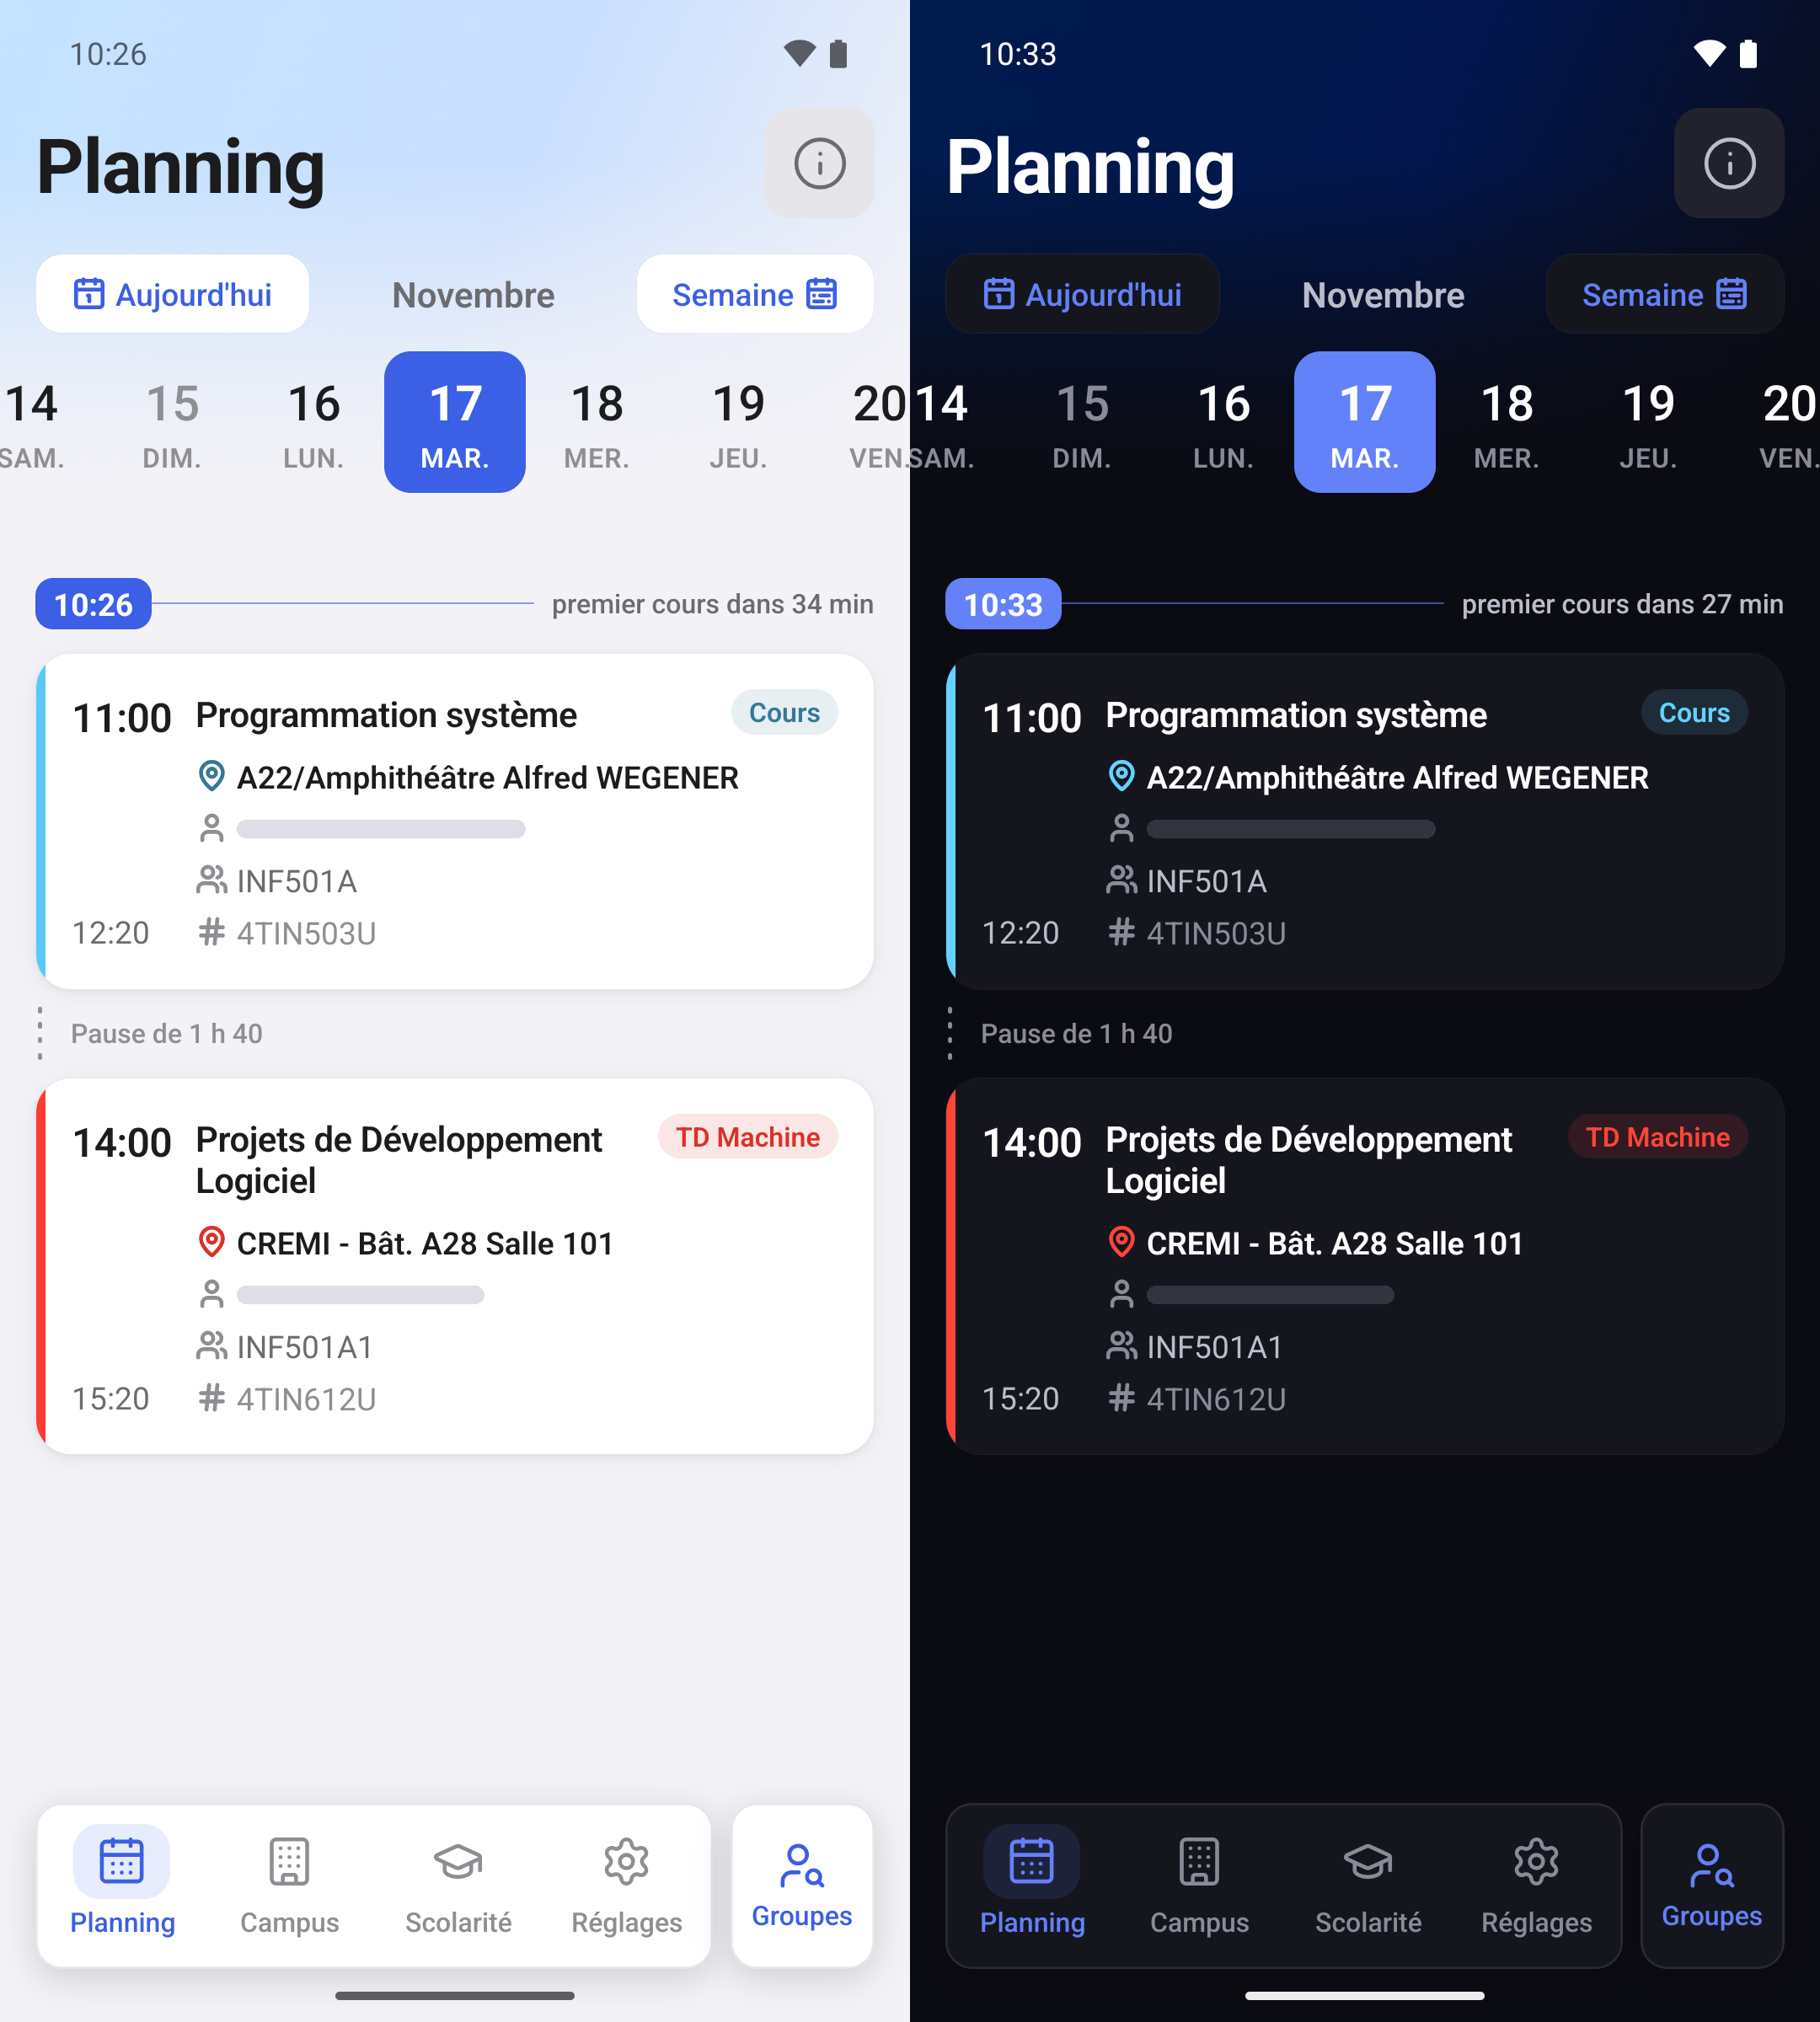 10:26
Planning
Aujourd'hui
Novembre
Semaine
14 15 16 17 18 19 20
SAM. DIM. LUN. MAR. MER. JEU. VEN.
10:26 premier cours dans 34 min
11:00 Programmation système Cours
A22/Amphithéâtre Alfred WEGENER
INF501A
12:20 4TIN503U
Pause de 1 h 40
14:00 Projets de Développement TD Machine
Logiciel
CREMI - Bât. A28 Salle 101
INF501A1
15:20 # 4TIN612U
Planning Campus Scolarité Réglages Groupes
10:33
Planning
Aujourd'hui
Novembre
Semaine
14 15 16 17 18 19 20
SAM. DIM. LUN. MAR. MER. JEU. VEN.
10:33 premier cours dans 27 min
11:00 Programmation système Cours
A22/Amphithéâtre Alfred WEGENER
INF501A
12:20 # 4TIN503U
Pause de 1 h 40
14:00 Projets de Développement TD Machine
Logiciel
CREMI - Bât. A28 Salle 101
INF501A1
15:20 # 4TIN612U
Planning Campus Scolarité Réglages Groupes